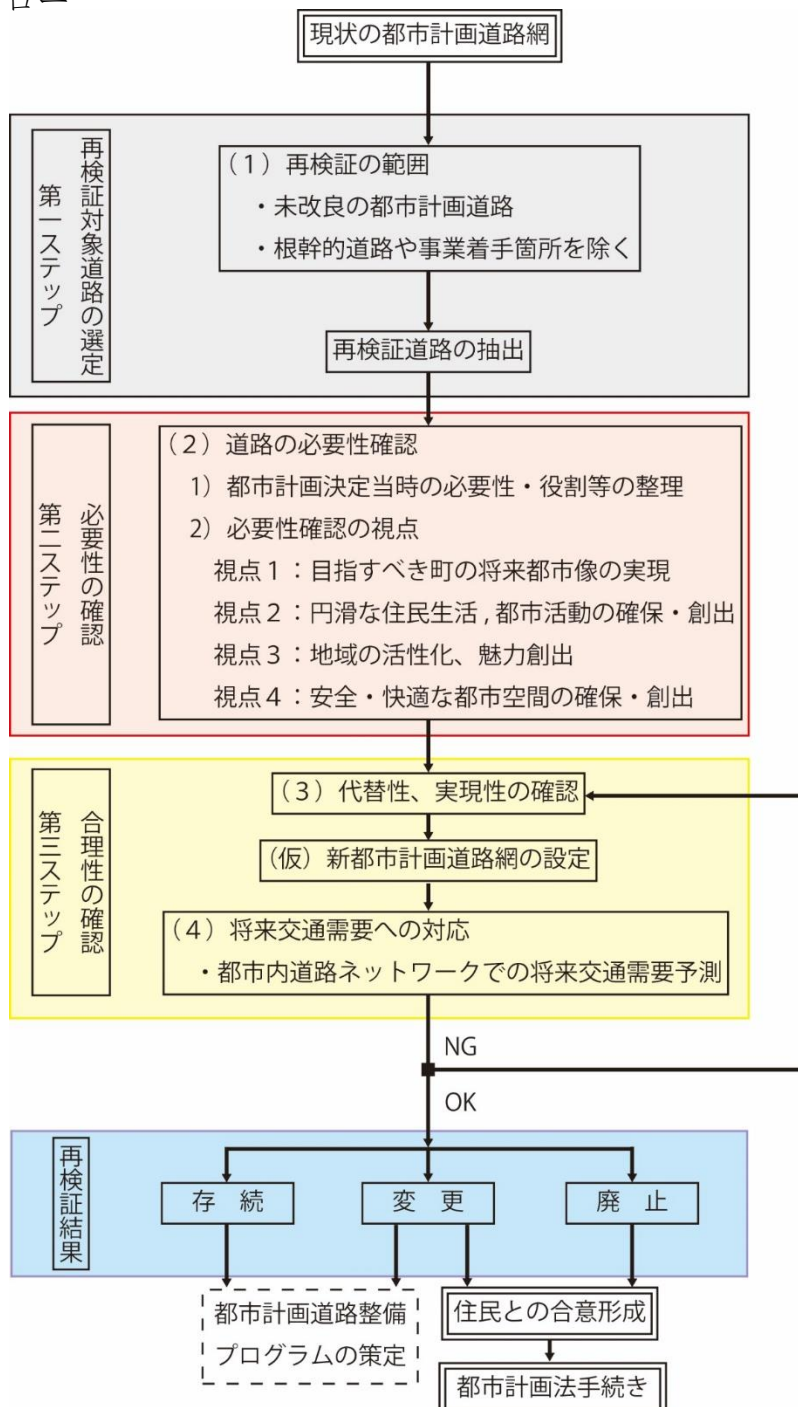 現状の都市計画道路網
第一ステップ
再検証対象道路の選定
（１）再検証の範囲
・未改良の都市計画道路
・根幹的道路や事業着手箇所を除く
再検証道路の抽出
第二ステップ
必要性の確認
（２）道路の必要性確認
1）都市計画決定当時の必要性・役割等の整理
2）必要性確認の視点
視点１：目指すべき町の将来都市像の実現
視点２：円滑な住民生活 , 都市活動の確保・創出
視点３：地域の活性化、魅力創出
視点４：安全・快適な都市空間の確保・創出
第三ステップ
合理性の確認
（３）代替性、実現性の確認
（仮）新都市計画道路網の設定
（４）将来交通需要への対応
・都市内道路ネットワークでの将来交通需要予測
NG
OK
再検証結果
存　続
変　更
廃　止
都市計画道路整備
プログラムの策定
住民との合意形成
都市計画法手続き